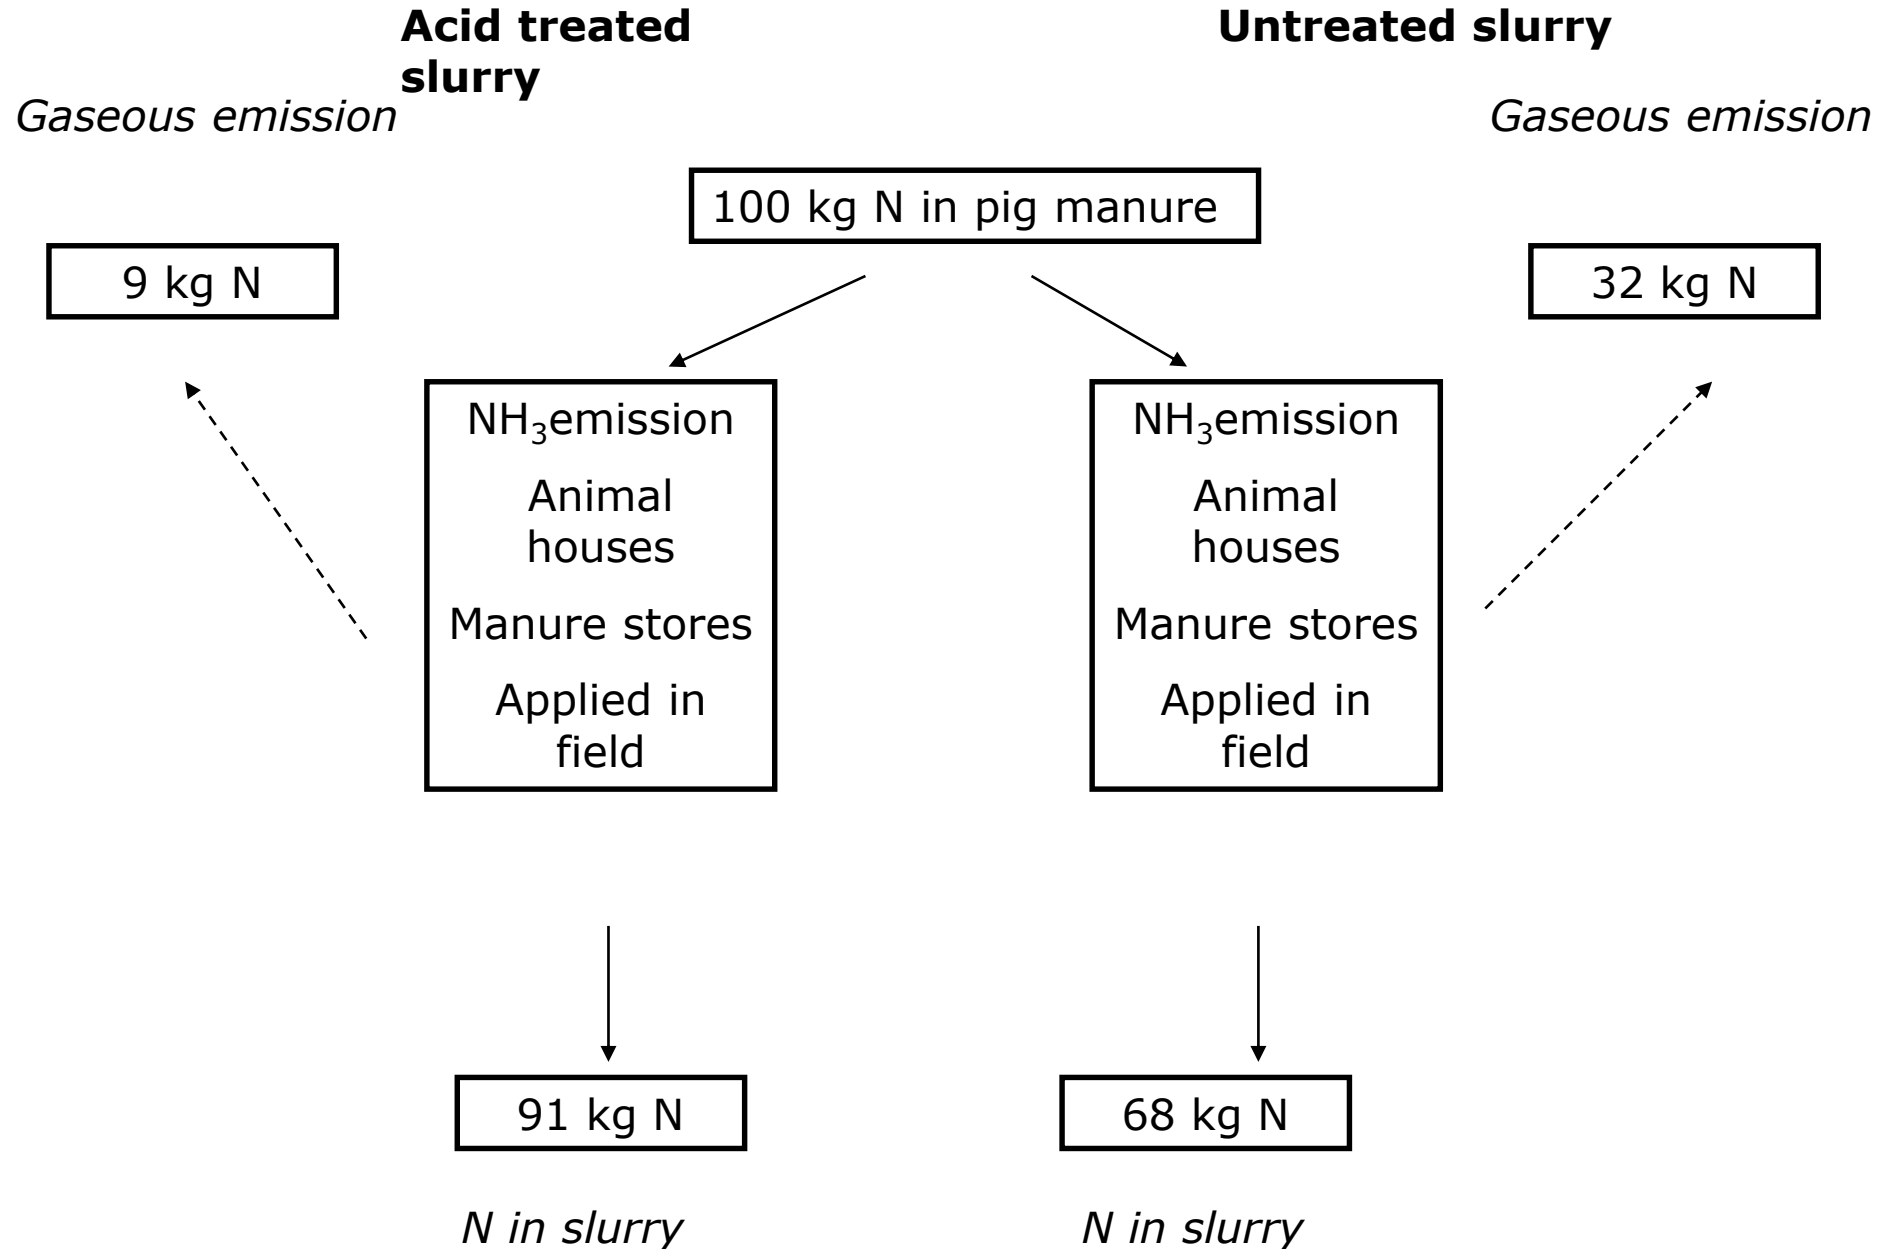 Acid treated
slurry
Untreated slurry
Gaseous emission
Gaseous emission
100 kg N in pig manure
9 kg N
32 kg N
NH₃emission
Animal
houses
Manure stores
Applied in
field
NH₃emission
Animal
houses
Manure stores
Applied in
field
91 kg N
68 kg N
N in slurry
N in slurry